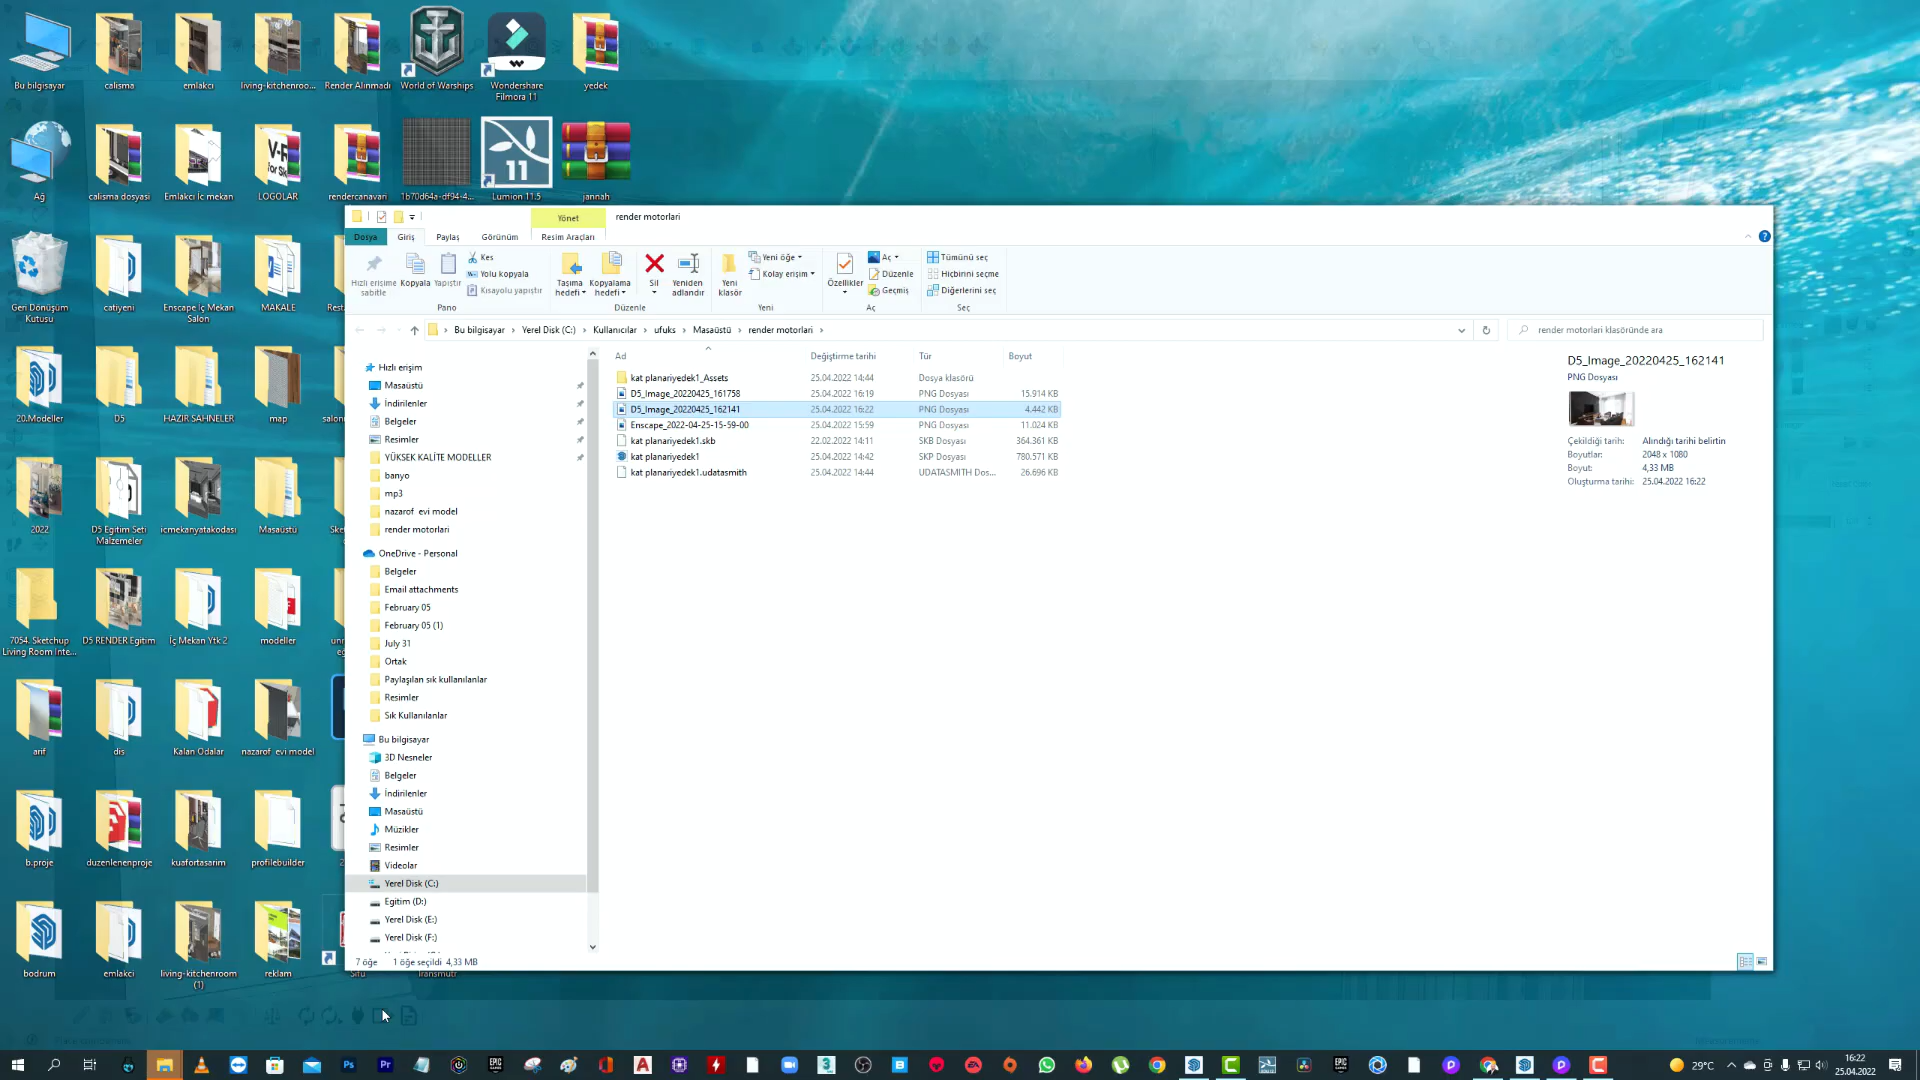 Bu bilgisayar
calisma
emlakci
living-kitchenroo...
Render Alınmadı
World of Warships
Wondershare
Filmora 11
yedek
Ağ
calisma dosyasi
Emlakcı İc mekan
LOGOLAR
rendercanavari
1b70d64a-df94-4...
Lumion 11.5
jannah
Geri Dönüşüm
Kutusu
catiyeni
Enscape İç Mekan
Salon
MAKALE
20.Modeller
D5
HAZIR SAHNELER
map
2022
D5 Egitim Seti
Malzemeler
icmekanyatakodası
Masaüstü
7054. Sketchup
Living Room Inte...
D5 RENDER Egitim
İç Mekan Ytk 2
modeller
arif
dis
Kalan Odalar
nazarof evi model
b.proje
duzenlenenproje
kuafortasarim
profilebuilder
bodrum
emlakci
living-kitchenroom
(1)
reklam
Yönet
render motorlari
Dosya
Giriş
Paylaş
Görünüm
Resim Araçları
Hızlı erişime
sabitle
Kopyala
Yapıştır
Kes
Yolu kopyala
Kısayolu yapıştır
Pano
Taşıma
hedefi
Kopyalama
hedefi
Sil
Yeniden
adlandır
Düzenle
Yeni
klasör
Yeni öğe
Kolay erişim
Yeni
Özellikler
Aç
Düzenle
Geçmiş
Aç
Tümünü seç
Hiçbirini seçme
Diğerlerini seç
Seç
Bu bilgisayar
Yerel Disk (C:)
Kullanıcılar
ufuks
Masaüstü
render motorlari
render motorlari klasöründe ara
Hızlı erişim
Masaüstü
İndirilenler
Belgeler
Resimler
YÜKSEK KALİTE MODELLER
banyo
mp3
nazarof evi model
render motorlari
OneDrive - Personal
Belgeler
Email attachments
February 05
February 05 (1)
July 31
Ortak
Paylaşılan sık kullanılanlar
Resimler
Sık Kullanılanlar
Bu bilgisayar
3D Nesneler
Belgeler
İndirilenler
Masaüstü
Müzikler
Resimler
Videolar
Yerel Disk (C:)
Egitim (D:)
Yerel Disk (E:)
Yerel Disk (F:)
Ad Değiştirme tarihi Tür Boyut
kat planariyedek1_Assets 25.04.2022 14:44 Dosya klasörü
D5_Image_20220425_161758 25.04.2022 16:19 PNG Dosyası 15.914 KB
D5_Image_20220425_162141 25.04.2022 16:22 PNG Dosyası 4.442 KB
Enscape_2022-04-25-15-59-00 25.04.2022 15:59 PNG Dosyası 11.024 KB
kat planariyedek1.skb 22.02.2022 14:11 SKB Dosyası 364.361 KB
kat planariyedek1 25.04.2022 14:42 SKP Dosyası 780.571 KB
kat planariyedek1.udatasmith 25.04.2022 14:44 UDATASMITH Dos... 26.696 KB
D5_Image_20220425_162141
PNG Dosyası
Çekildiği tarih: Alındığı tarihi belirtin
Boyutlar: 2048 x 1080
Boyut: 4,33 MB
Oluşturma tarihi: 25.04.2022 16:22
7 öğe 1 öğe seçildi 4,33 MB
29°C
16:22
25.04.2022